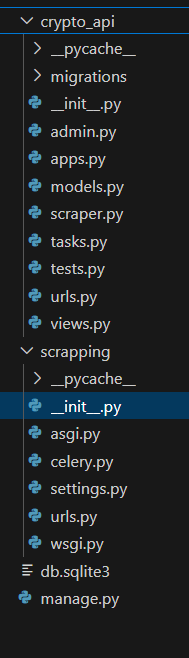 crypto_api
__pycache__
migrations
__init__.py
admin.py
apps.py
models.py
scraper.py
tasks.py
tests.py
urls.py
views.py
scrapping
__pycache__
__init__.py
asgi.py
celery.py
settings.py
urls.py
wsgi.py
db.sqlite3
manage.py